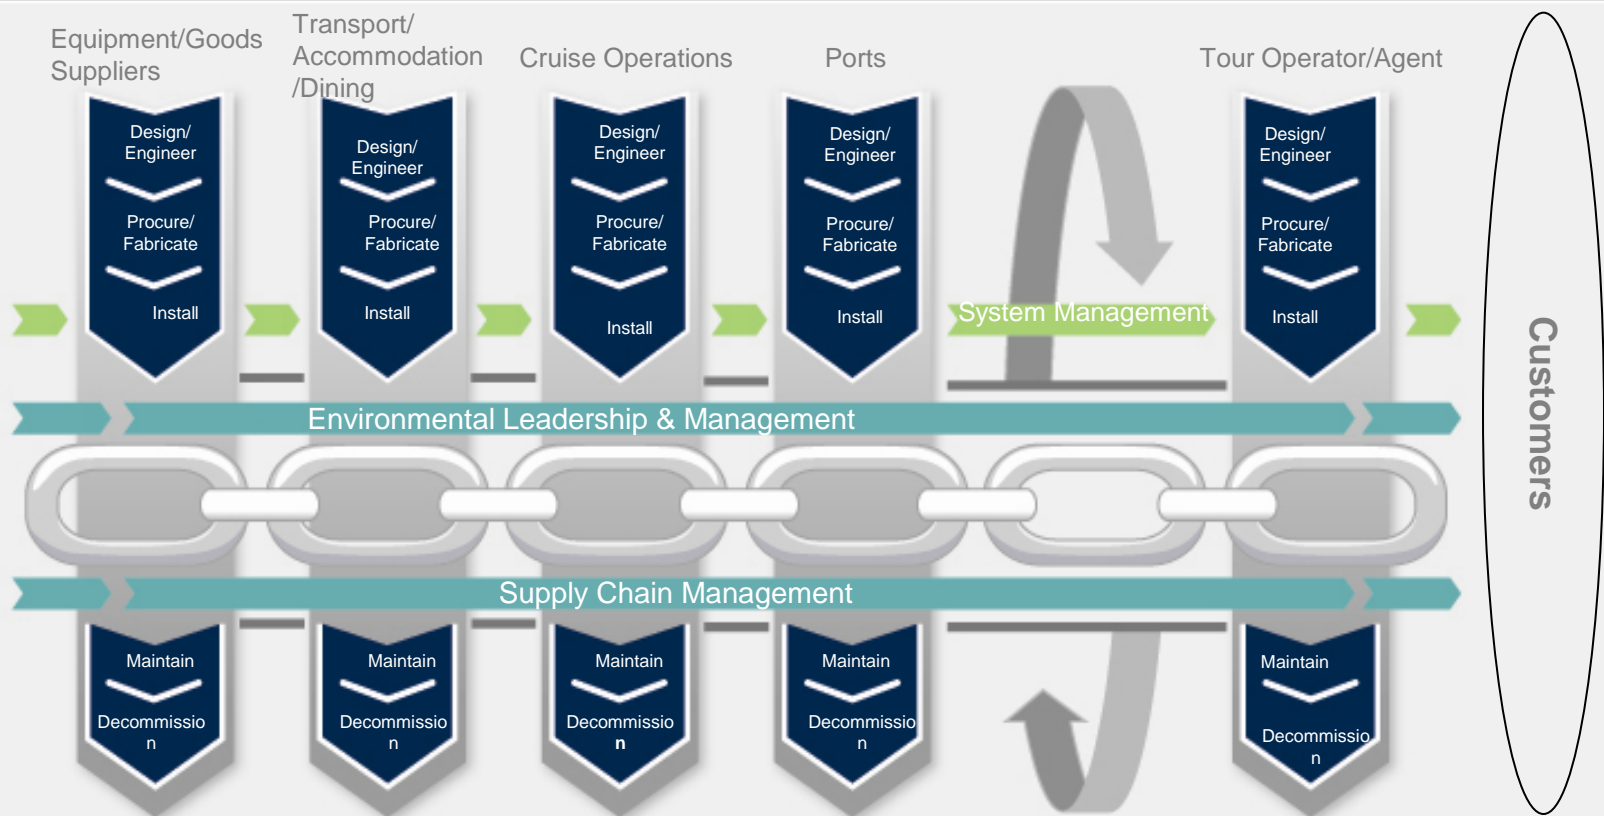 Equipment/Goods
Suppliers
Transport/
Accommodation
/Dining
Cruise Operations
Ports
Tour Operator/Agent
Design/
Engineer
Procure/
Fabricate
Install
Design/
Engineer
Procure/
Fabricate
Install
Design/
Engineer
Procure/
Fabricate
Install
Design/
Engineer
Procure/
Fabricate
Install
System Management
Design/
Engineer
Procure/
Fabricate
Install
Customers
Environmental Leadership & Management
Supply Chain Management
Maintain
Decommissio
n
Maintain
Decommissio
n
Maintain
Decommissio
n
Maintain
Decommissio
n
Maintain
Decommissio
n